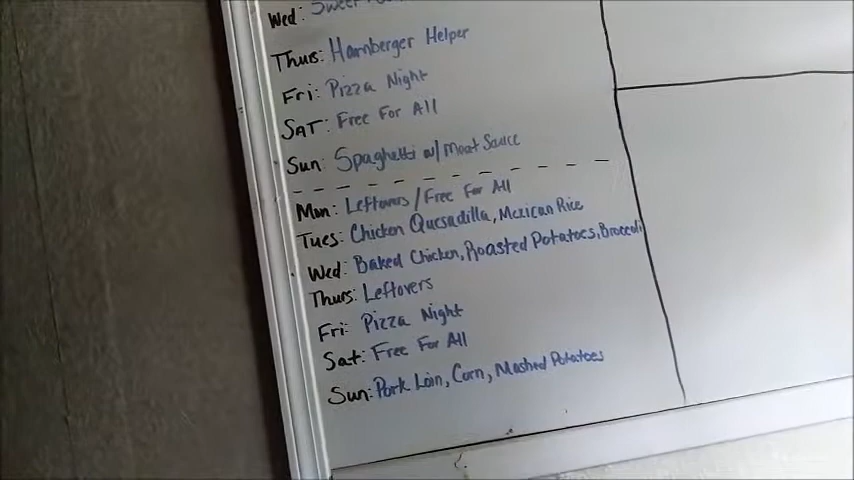 Wed: Sweet
Thurs: Hamberger Helper
Fri: Pizza Night
SAT: Free For All
Sun: Spaghetti w/Meat Sauce
Mon: Leftovers/Free For All
Tues: Chicken Quesadilla, Mexican Rice
Wed: Baked Chicken, Roasted Potatoes, Broccoli
Thurs: Leftovers
Fri: Pizza Night
Sat: Free For All
Sun: Pork Loin, Corn, Mashed Potatoes